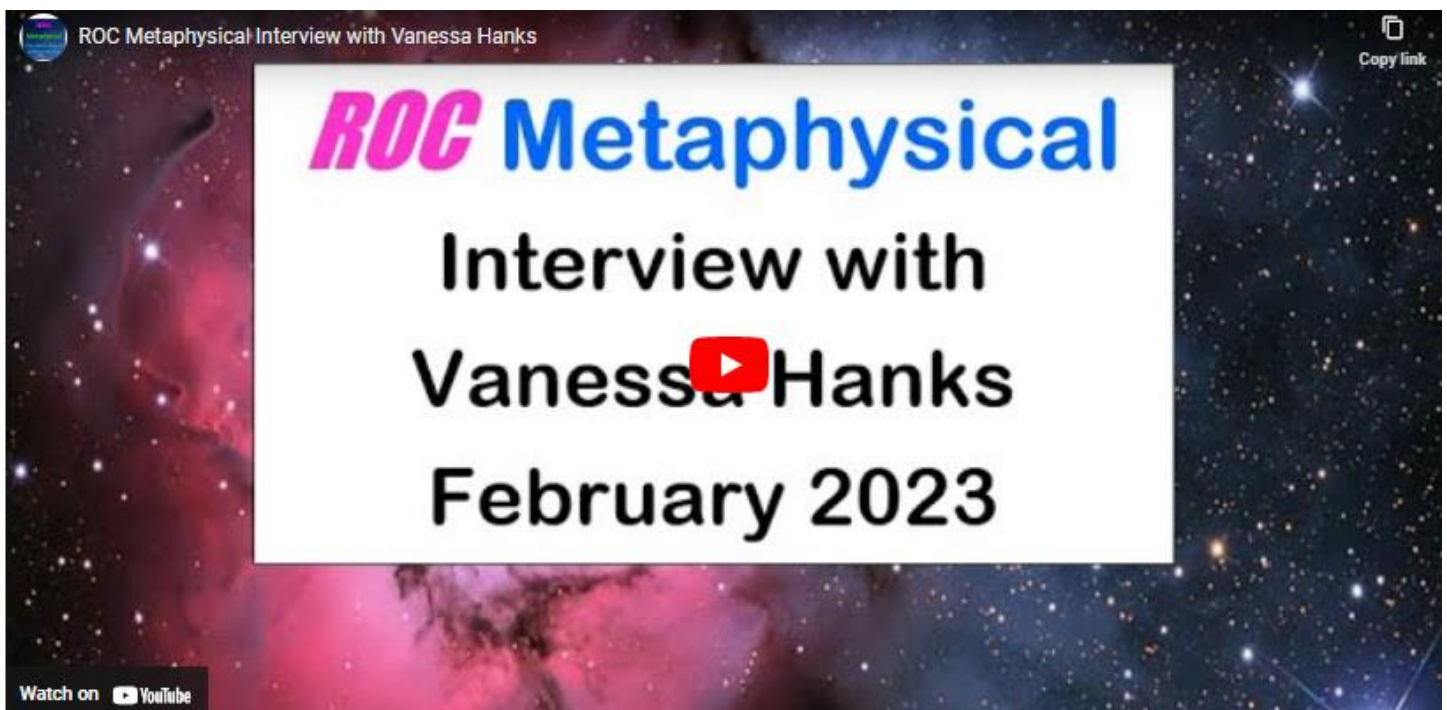 ROC Metaphysical Interview with Vanessa Hanks
Copy link
ROC Metaphysical
Interview with
Vanessa Hanks
February 2023
Watch on YouTube